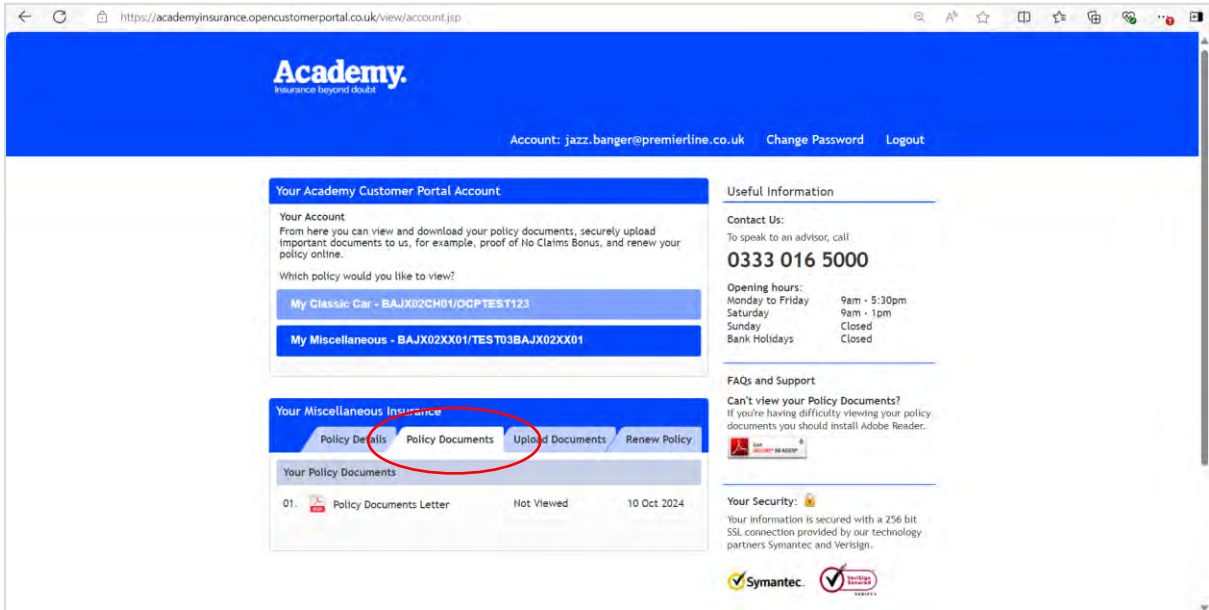 https://academyinsurance.opencustomerportal.co.uk/view/account.jsp
Academy.
Insurance beyond doubt
Account: jazz.banger@premierline.co.uk Change Password Logout
Your Academy Customer Portal Account
Your Account
From here you can view and download your policy documents, securely upload
important documents to us, for example, proof of No Claims Bonus, and renew your
policy online.
Which policy would you like to view?
My Classic Car - BAJX02CH01/OCPTEST123
My Miscellaneous - BAJX02XX01/TEST03BAJX02XX01
Your Miscellaneous Insurance
Policy Details Policy Documents Upload Documents Renew Policy
Your Policy Documents
01. Policy Documents Letter Not Viewed 10 Oct 2024
Useful Information
Contact Us:
To speak to an advisor, call
0333 016 5000
Opening hours:
Monday to Friday 9am - 5:30pm
Saturday 9am - 1pm
Sunday Closed
Bank Holidays Closed
FAQs and Support
Can't view your Policy Documents?
If you're having difficulty viewing your policy
documents you should install Adobe Reader.
Your Security:
Your information is secured with a 256 bit
SSL connection provided by our technology
partners Symantec and Verisign.
Symantec.
VeriSign
Secured